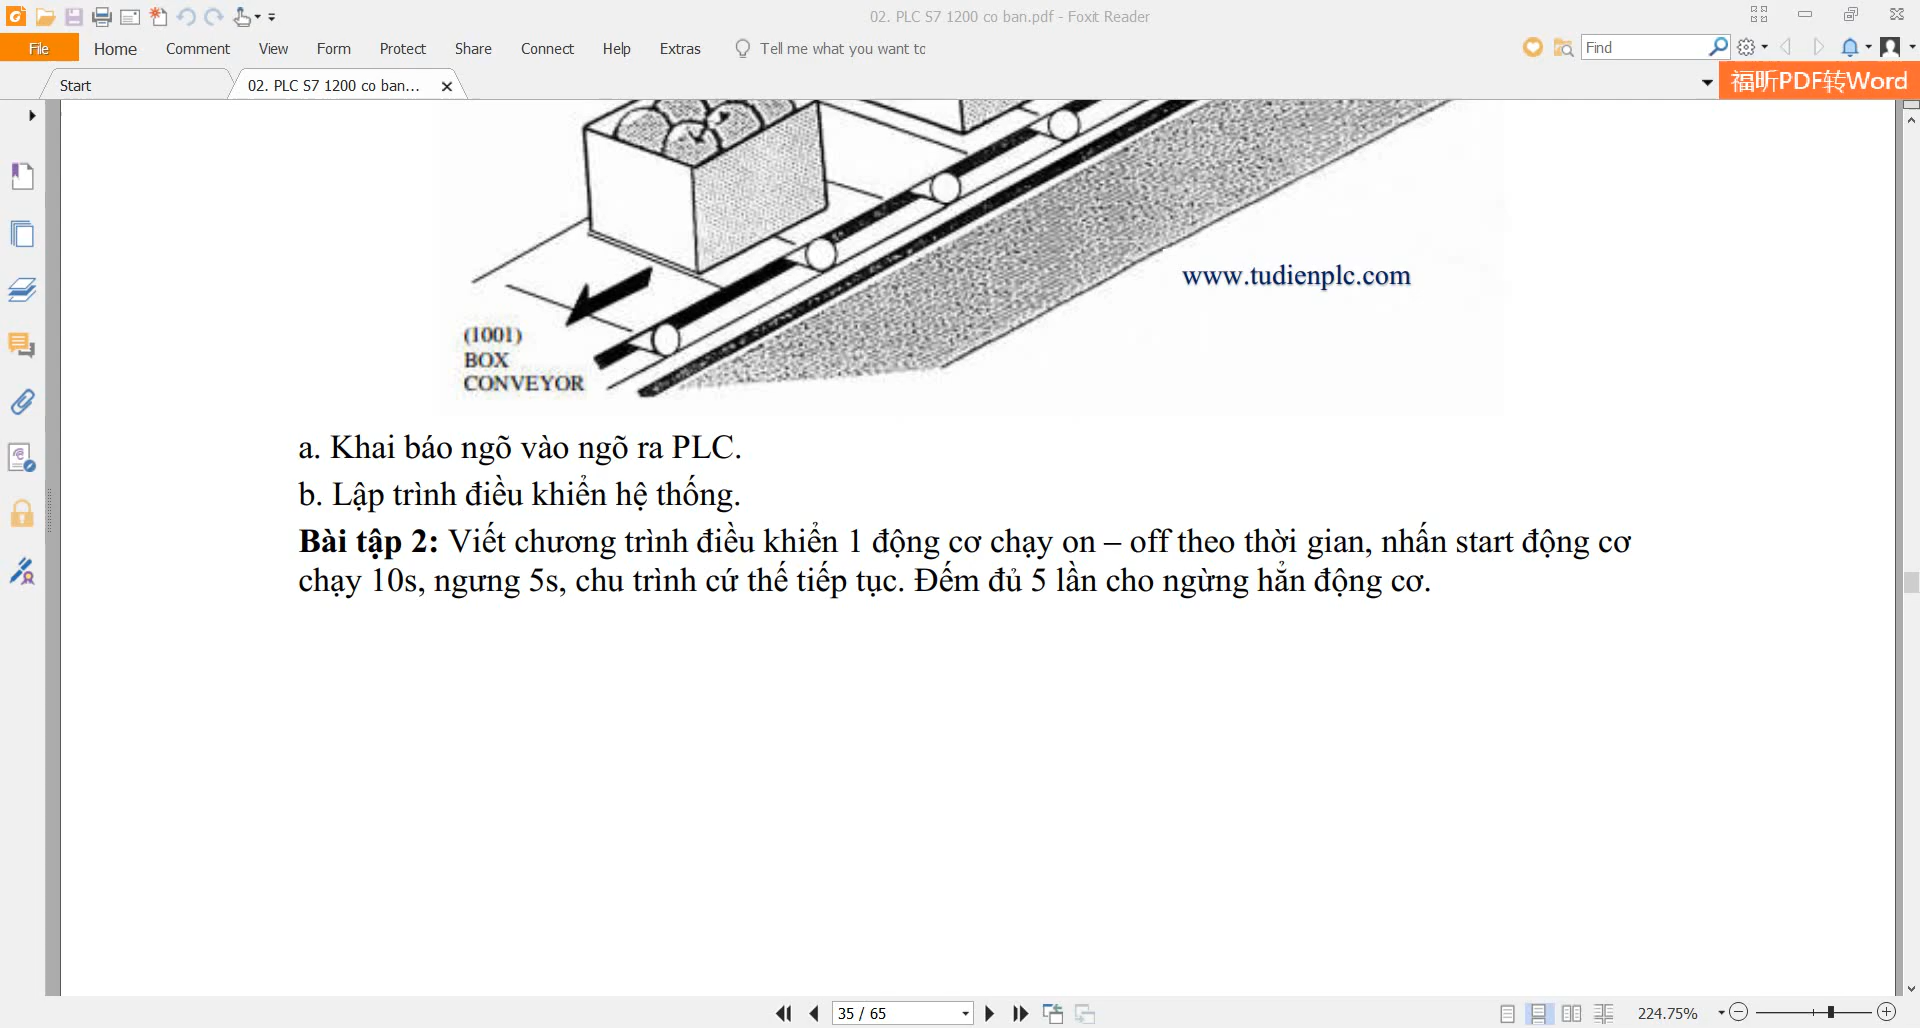 02. PLC S7 1200 co ban.pdf - Foxit Reader
File Home Comment View Form Protect Share Connect Help Extras Tell me what you want to Find
Start 02. PLC S7 1200 co ban... 福昕PDF转Word
www.tudienplc.com
(1001)
BOX
CONVEYOR
a. Khai báo ngõ vào ngõ ra PLC.
b. Lập trình điều khiển hệ thống.
Bài tập 2: Viết chương trình điều khiển 1 động cơ chạy on – off theo thời gian, nhấn start động cơ
chạy 10s, ngưng 5s, chu trình cứ thế tiếp tục. Đếm đủ 5 lần cho ngừng hẳn động cơ.
35 / 65 224.75%